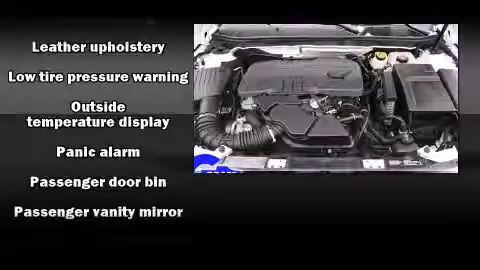 Leather upholstery
Low tire pressure warning
Outside
temperature display
Panic alarm
Passenger door bin
Passenger vanity mirror